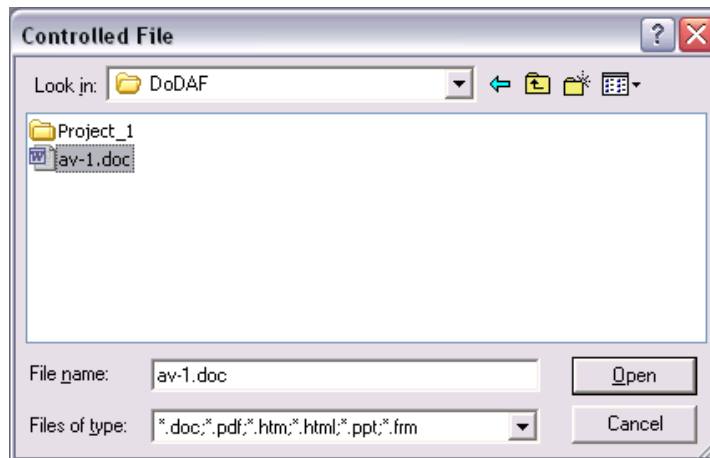 Controlled File
Look in: DoDAF
Project_1
av-1.doc
File name: av-1.doc Open
Files of type: *.doc;*.pdf;*.htm;*.html;*.ppt;*.frm Cancel